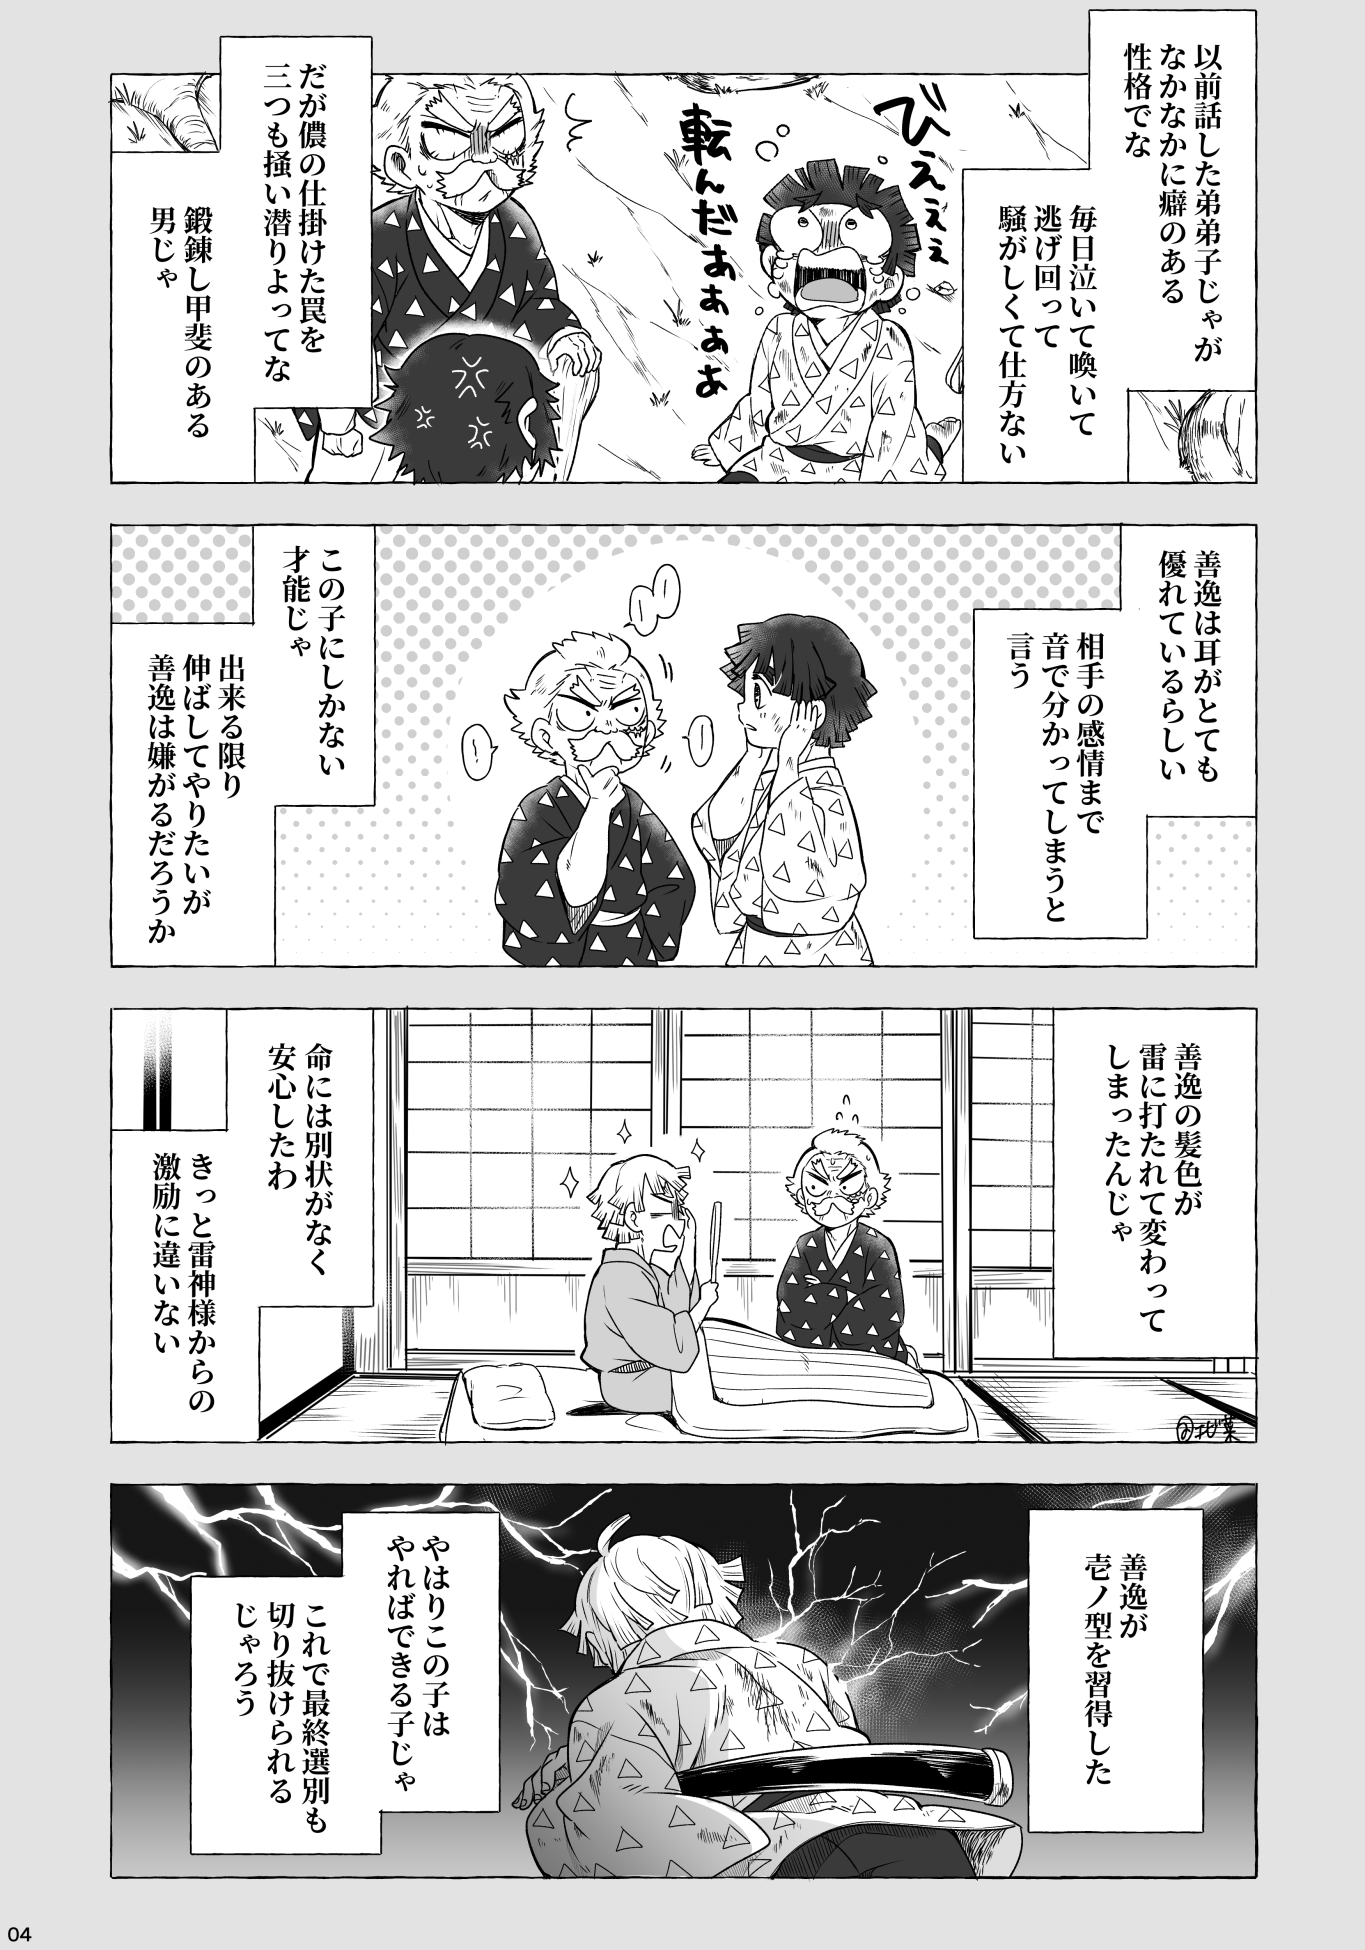 以前話した弟弟子じゃが
なかなかに癖のある
性格でな
毎日泣いて喚いて
逃げ回って
騒がしくて仕方ない
びえぇぇぇ
転んだぁぁぁぁ
だが儂の仕掛けた罠を
三つも掻い潜りよってな
鍛錬し甲斐のある
男じゃ
善逸は耳がとても
優れているらしい
相手の感情まで
音で分かってしまうと
言う
この子にしかない
才能じゃ
出来る限り
伸ばしてやりたいが
善逸は嫌がるだろうか
善逸の髪色が
雷に打たれて変わって
しまったんじゃ
命には別状がなく
安心したわ
きっと雷神様からの
激励に違いない
善逸が
壱ノ型を習得した
やはりこの子は
やればできる子じゃ
これで最終選別も
切り抜けられる
じゃろう
04